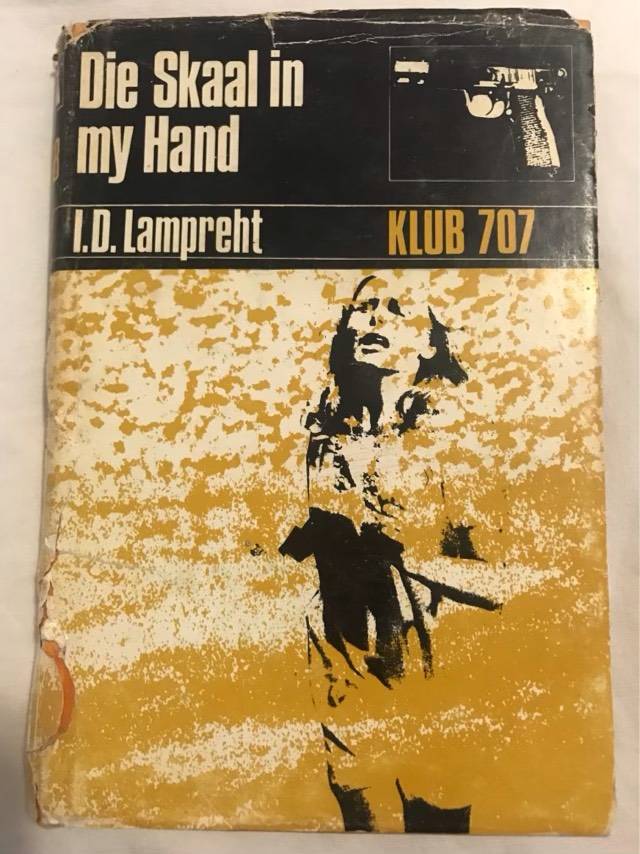 Die Skaal in
my Hand
I.D. Lampreht
KLUB 707